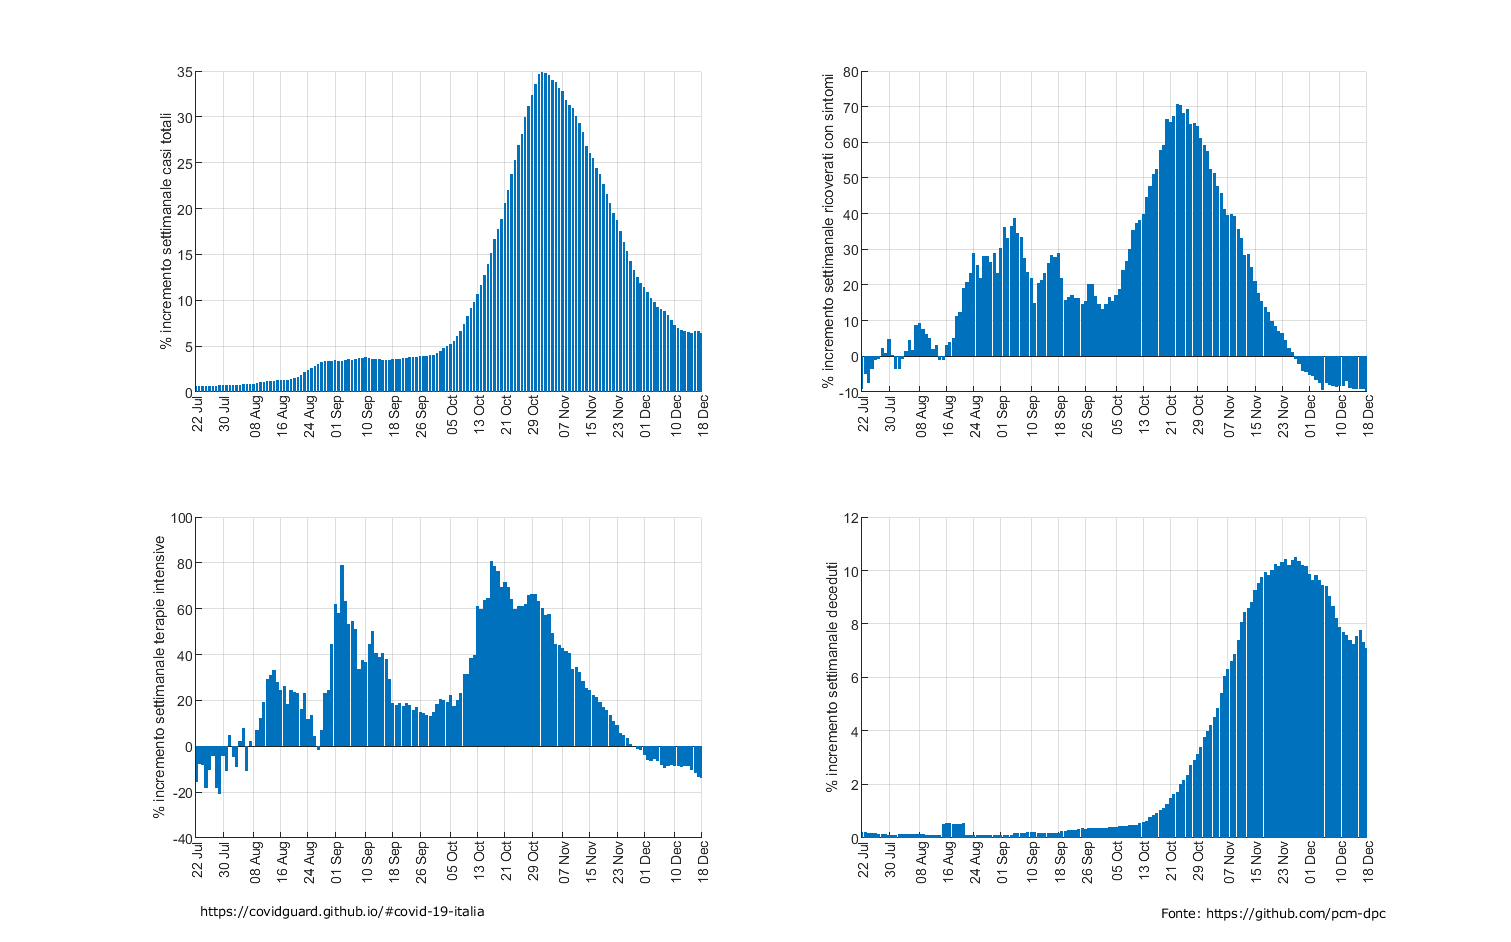 % incremento settimanale casi totali
35
30
25
20
15
10
5
0
22 Jul
30 Jul
08 Aug
16 Aug
24 Aug
01 Sep
10 Sep
18 Sep
26 Sep
05 Oct
13 Oct
21 Oct
29 Oct
07 Nov
15 Nov
23 Nov
01 Dec
10 Dec
18 Dec
% incremento settimanale ricoverati con sintomi
80
70
60
50
40
30
20
10
0
-10
22 Jul
30 Jul
08 Aug
16 Aug
24 Aug
01 Sep
10 Sep
18 Sep
26 Sep
05 Oct
13 Oct
21 Oct
29 Oct
07 Nov
15 Nov
23 Nov
01 Dec
10 Dec
18 Dec
% incremento settimanale terapie intensive
100
80
60
40
20
0
-20
-40
22 Jul
30 Jul
08 Aug
16 Aug
24 Aug
01 Sep
10 Sep
18 Sep
26 Sep
05 Oct
13 Oct
21 Oct
29 Oct
07 Nov
15 Nov
23 Nov
01 Dec
10 Dec
18 Dec
% incremento settimanale deceduti
12
10
8
6
4
2
0
22 Jul
30 Jul
08 Aug
16 Aug
24 Aug
01 Sep
10 Sep
18 Sep
26 Sep
05 Oct
13 Oct
21 Oct
29 Oct
07 Nov
15 Nov
23 Nov
01 Dec
10 Dec
18 Dec
https://covidguard.github.io/#covid-19-italia
Fonte: https://github.com/pcm-dpc